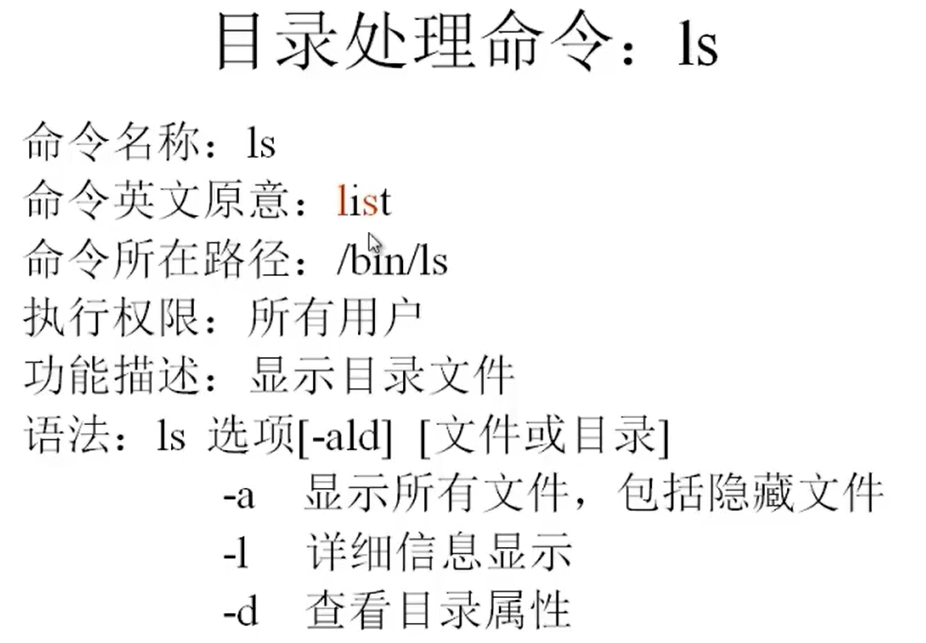 目录处理命令：ls
命令名称：ls
命令英文原意：list
命令所在路径：/bin/ls
执行权限：所有用户
功能描述：显示目录文件
语法：ls 选项[-ald] [文件或目录]
-a 显示所有文件，包括隐藏文件
-l 详细信息显示
-d 查看目录属性